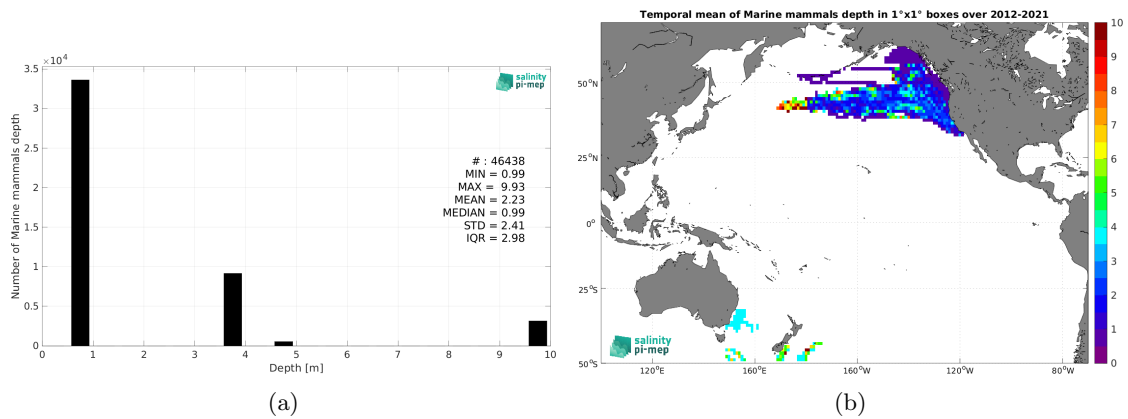 ×10⁴
3.5
3
2.5
2
1.5
1
0.5
0
Number of Marine mammals depth
salinity
pi-mep
# : 46438
MIN = 0.99
MAX = 9.93
MEAN = 2.23
MEDIAN = 0.99
STD = 2.41
IQR = 2.98
0 1 2 3 4 5 6 7 8 9 10
Depth [m]
(a)
Temporal mean of Marine mammals depth in 1°x1° boxes over 2012-2021
50°N
25°N
0°
25°S
50°S
salinity
pi-mep
120°E 160°E 160°W 120°W 80°W
10
9
8
7
6
5
4
3
2
1
0
(b)